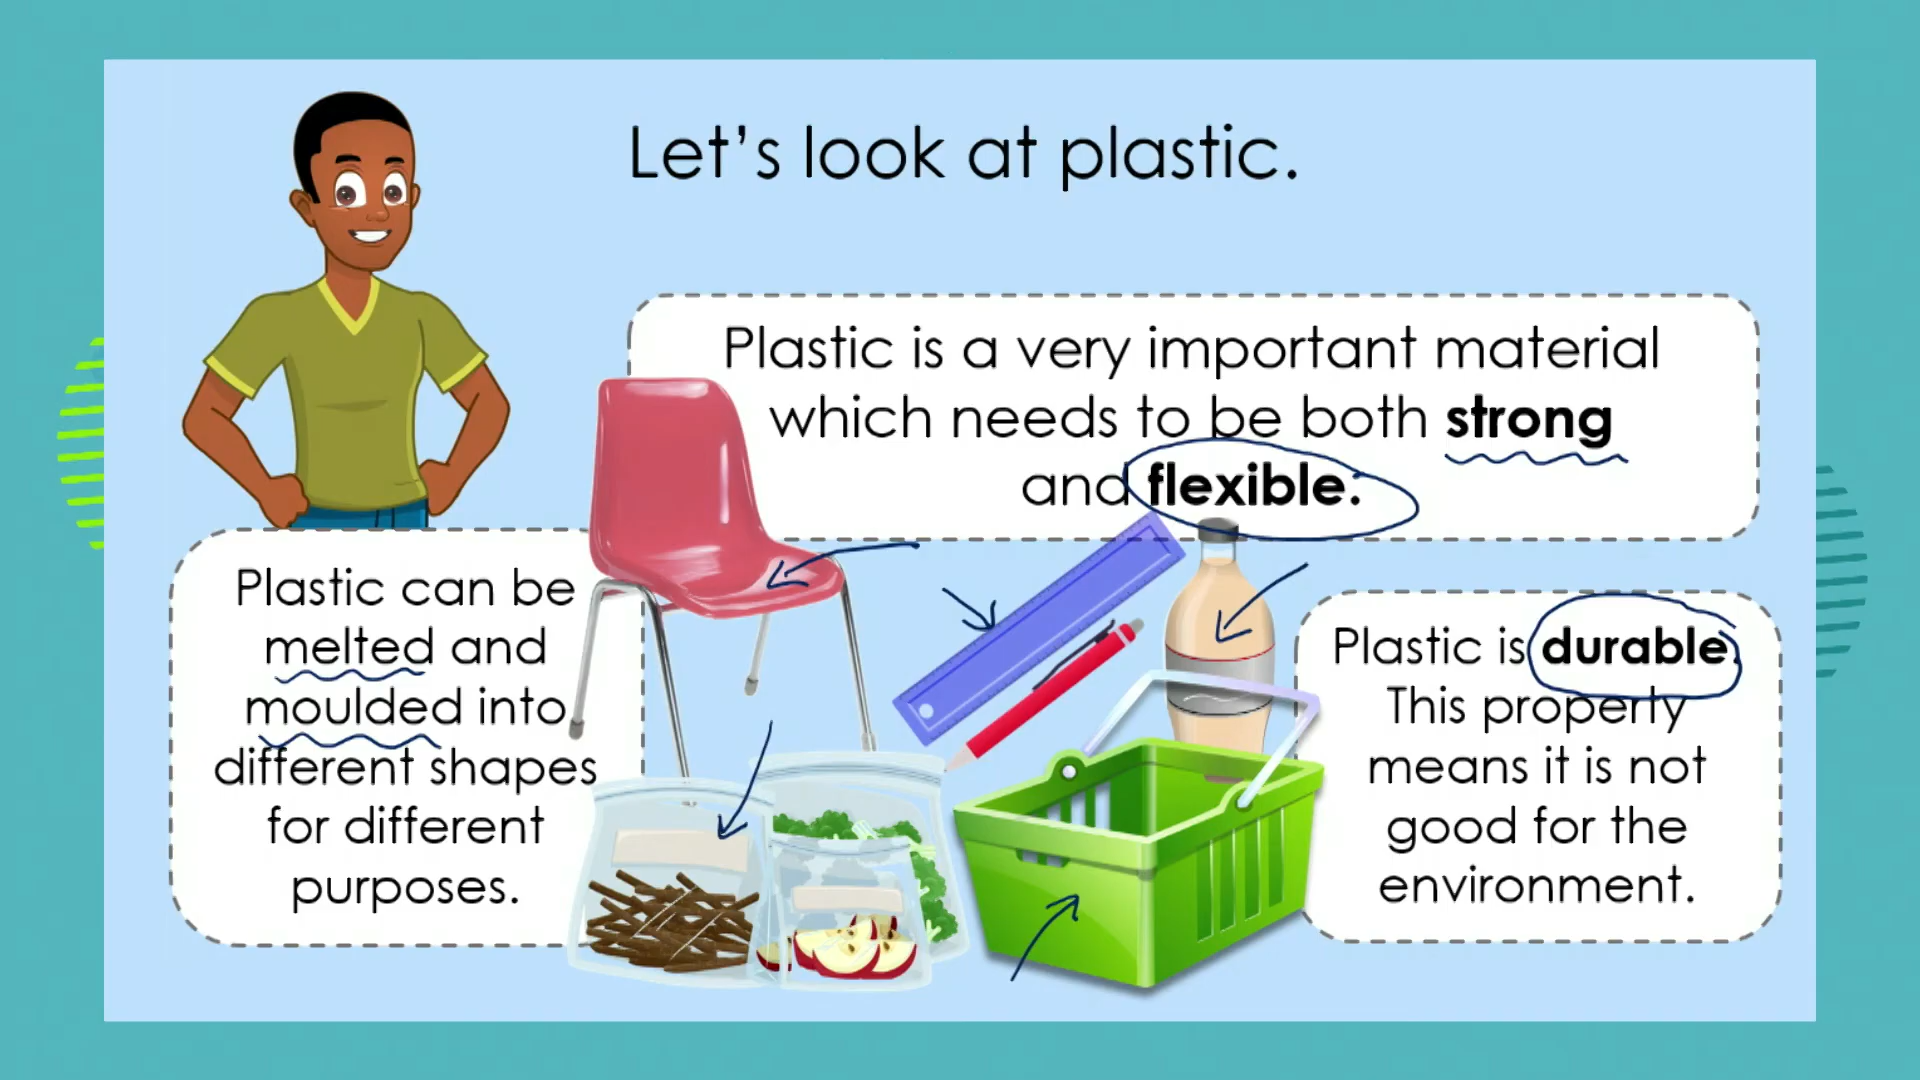 Let’s look at plastic.
Plastic is a very important material
which needs to be both strong
and flexible.
Plastic can be
melted and
moulded into
different shapes
for different
purposes.
Plastic is durable.
This property
means it is not
good for the
environment.